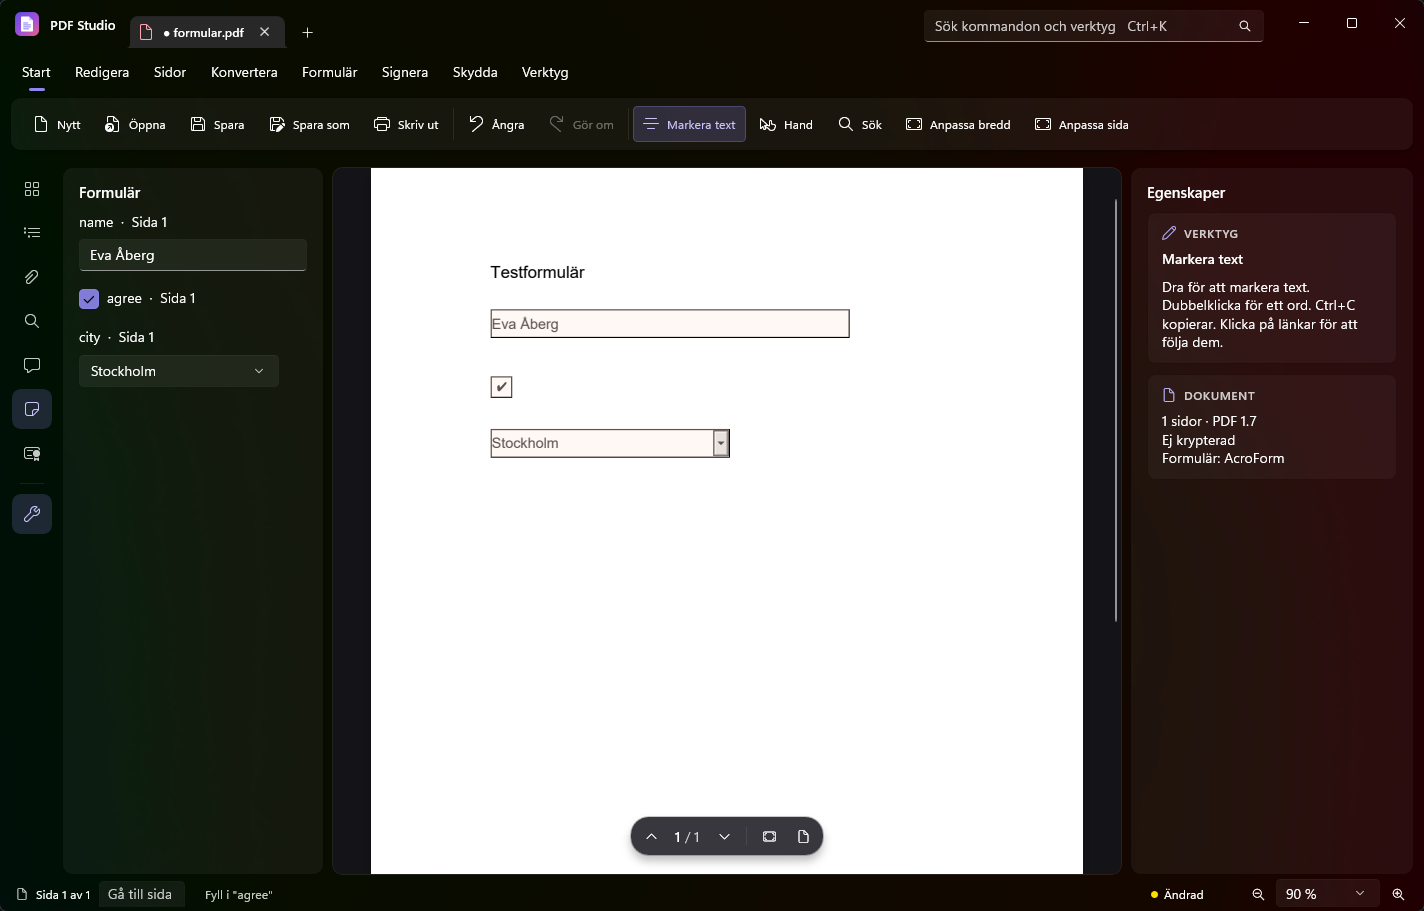 PDF Studio
● formular.pdf
Sök kommandon och verktyg Ctrl+K
Start Redigera Sidor Konvertera Formulär Signera Skydda Verktyg
Nytt Öppna Spara Spara som Skriv ut Ångra Gör om Markera text Hand Sök Anpassa bredd Anpassa sida
Formulär
name · Sida 1
Eva Åberg
agree · Sida 1
city · Sida 1
Stockholm
Testformulär
Eva Åberg
Stockholm
1 / 1
Egenskaper
VERKTYG
Markera text
Dra för att markera text.
Dubbelklicka för ett ord. Ctrl+C
kopierar. Klicka på länkar för att
följa dem.
DOKUMENT
1 sidor · PDF 1.7
Ej krypterad
Formulär: AcroForm
Sida 1 av 1 Gå till sida Fyll i "agree" Ändrad 90 %